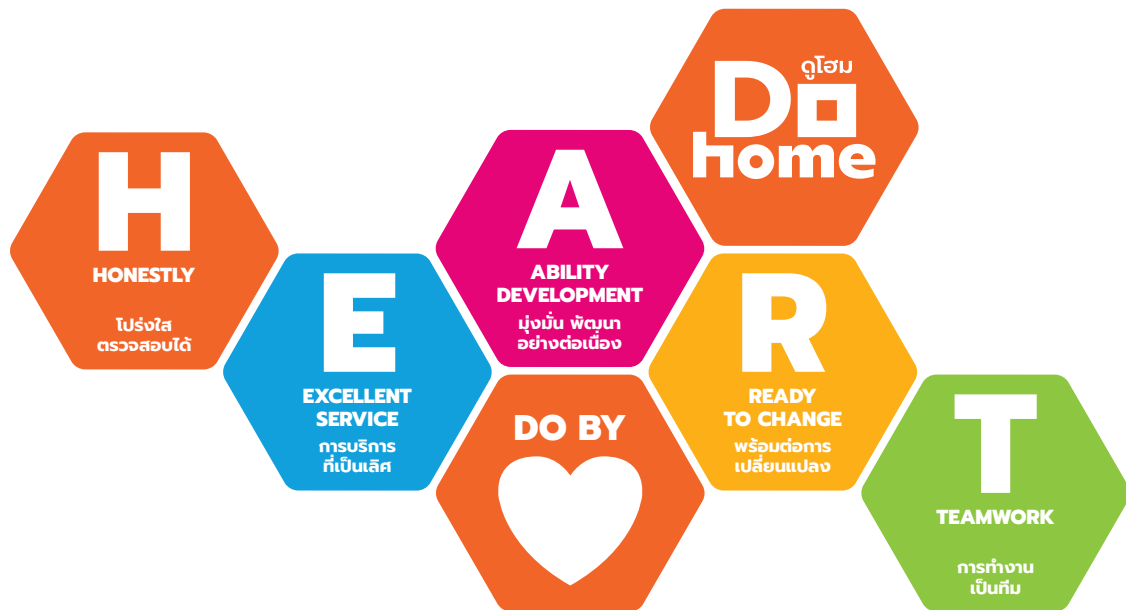 ดูโฮม
Do
home
H
HONESTLY
โปร่งใส
ตรวจสอบได้
E
EXCELLENT
SERVICE
การบริการ
ที่เป็นเลิศ
A
ABILITY
DEVELOPMENT
มุ่งมั่น พัฒนา
อย่างต่อเนื่อง
DO BY
R
READY
TO CHANGE
พร้อมต่อการ
เปลี่ยนแปลง
T
TEAMWORK
การทำงาน
เป็นทีม